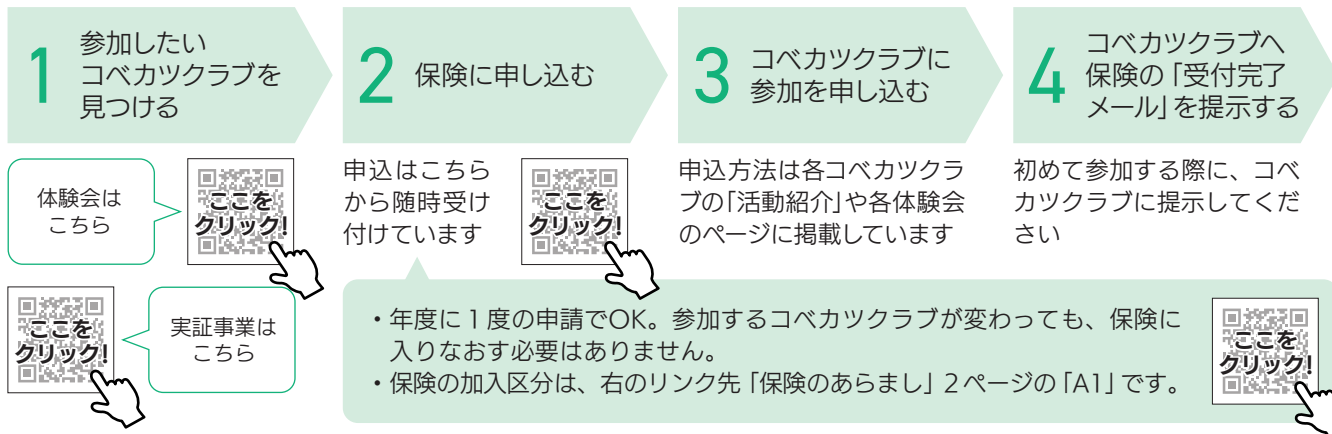 1
参加したい
コベカツクラブを
見つける
2
保険に申し込む
3
コベカツクラブに
参加を申し込む
4
コベカツクラブへ
保険の「受付完了
メール」を提示する
体験会は
こちら
ここを
クリック!
実証事業は
こちら
ここを
クリック!
申込はこちら
から随時受け
付けています
ここを
クリック!
申込方法は各コベカツクラ
ブの「活動紹介」や各体験会
のページに掲載しています
初めて参加する際に、コベ
カツクラブに提示してくだ
さい
・年度に1度の申請でOK。参加するコベカツクラブが変わっても、保険に
入りなおす必要はありません。
・保険の加入区分は、右のリンク先「保険のあらまし」2ページの「A1」です。
ここを
クリック!